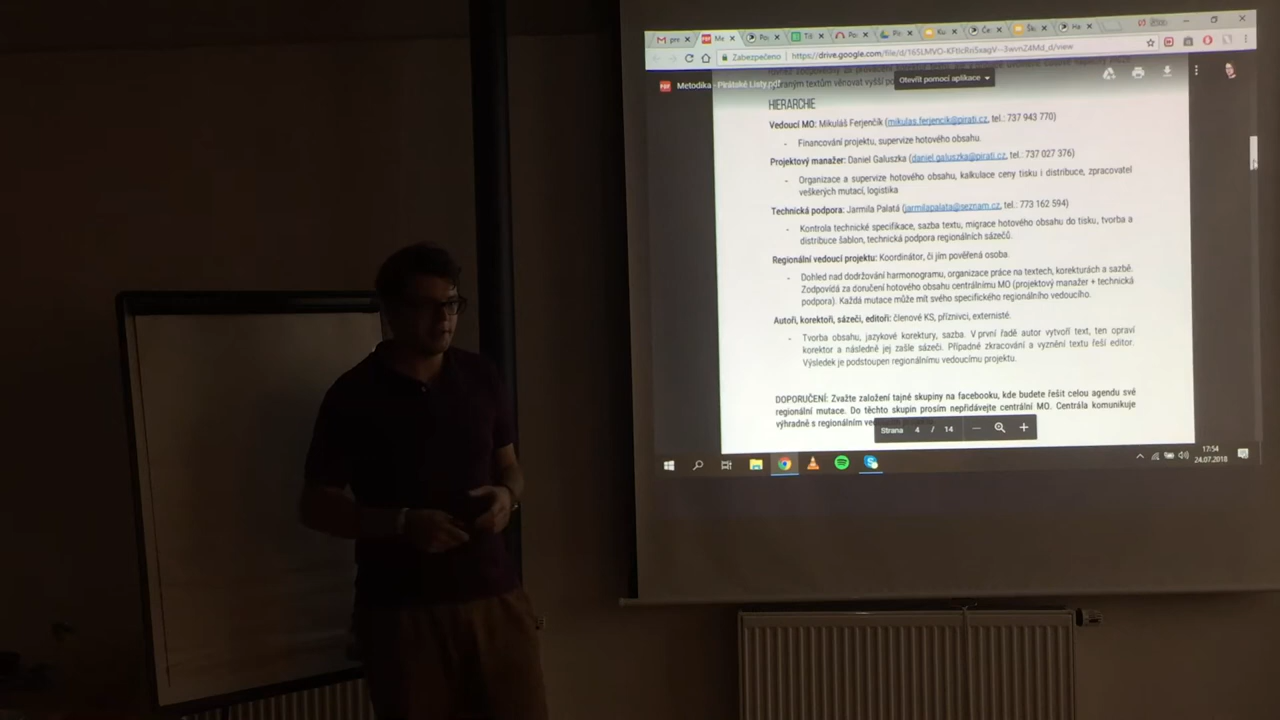 Zabezpečeno
https://drive.google.com/file/d/
Metodika - Pirátské Listy.pdf
Otevřít pomocí aplikace
HIERARCHIE
Vedoucí MO: Mikuláš Ferjenčík (mikulas.ferjencik@pirati.cz, tel.: 737 943 770)
- Financování projektu, supervize hotového obsahu.
Projektový manažer: Daniel Galuszka (daniel.galuszka@pirati.cz, tel.: 737 027 376)
- Organizace a supervize hotového obsahu, kalkulace ceny tisku i distribuce, zpracovatel
veškerých mutací, logistika
Technická podpora: Jarmila Palatá (jarmilapalata@seznam.cz, tel.: 773 162 594)
- Kontrola technické specifikace, sazba textu, migrace hotového obsahu do tisku, tvorba a
distribuce šablon, technická podpora regionálních sázečů.
Regionální vedoucí projektu: Koordinátor, či jím pověřená osoba.
- Dohled nad dodržování harmonogramu, organizace práce na textech, korekturách a sazbě.
Zodpovídá za doručení hotového obsahu centrálnímu MO (projektový manažer + technická
podpora). Každá mutace může mít svého specifického regionálního vedoucího.
Autoři, korektoři, sázeči, editoři: členové KS, příznivci, externisté.
- Tvorba obsahu, jazykové korektury, sazba. V první řadě autor vytvoří text, ten opraví
korektor a následně jej zašle sázeči. Případné zkracování a vyznění textu řeší editor.
Výsledek je podstoupen regionálnímu vedoucímu projektu.
DOPORUČENÍ: Zvažte založení tajné skupiny na facebooku, kde budete řešit celou agendu své
regionální mutace. Do těchto skupin prosím nepřidávejte centrální MO. Centrála komunikuje
výhradně s regionálním
Strana 4 / 14
17:54
24.07.2018